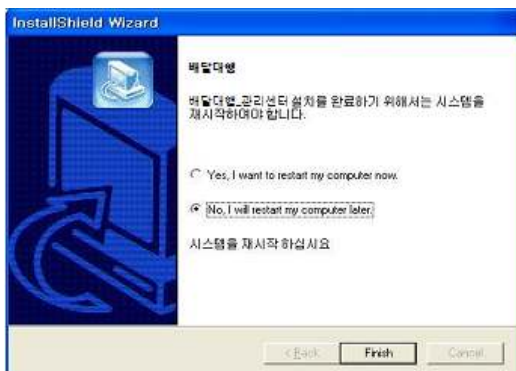 InstallShield Wizard
배달대행
배달대행_관리센터 설치를 완료하기 위해서는 시스템을
재시작하여야 합니다.
Yes, I want to restart my computer now.
No, I will restart my computer later.
시스템을 재시작 하십시요
< Back Finish Cancel